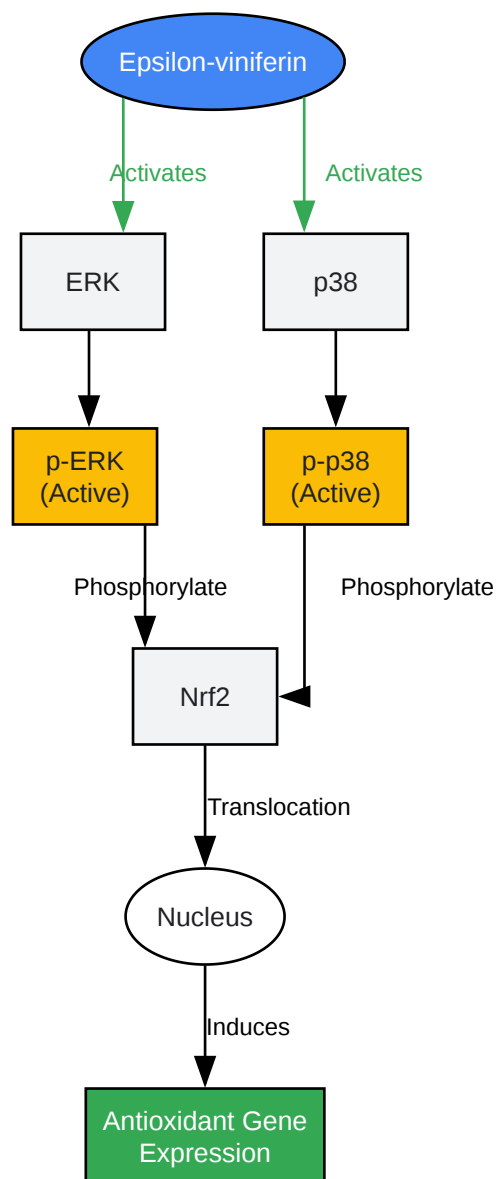 Epsilon-viniferin
Activates
Activates
ERK
p38
p-ERK
(Active)
p-p38
(Active)
Phosphorylate
Phosphorylate
Nrf2
Translocation
Nucleus
Induces
Antioxidant Gene
Expression